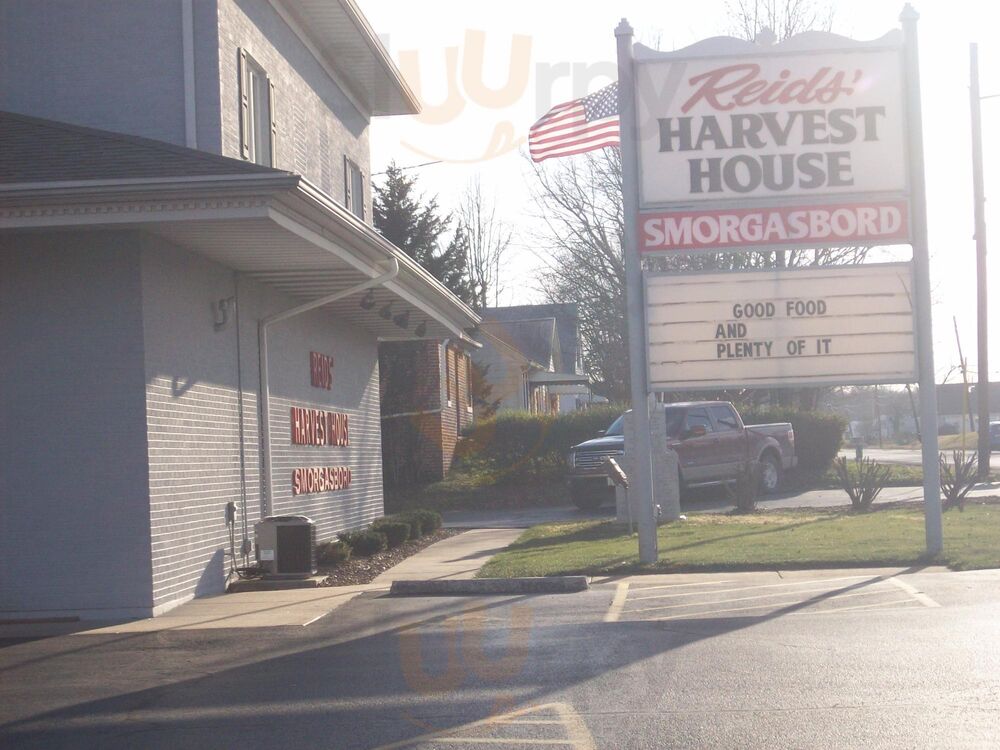 Reids'
HARVEST
HOUSE
SMORGASBORD
GOOD FOOD
AND
PLENTY OF IT
REIDS'
HARVEST HOUSE
SMORGASBORD